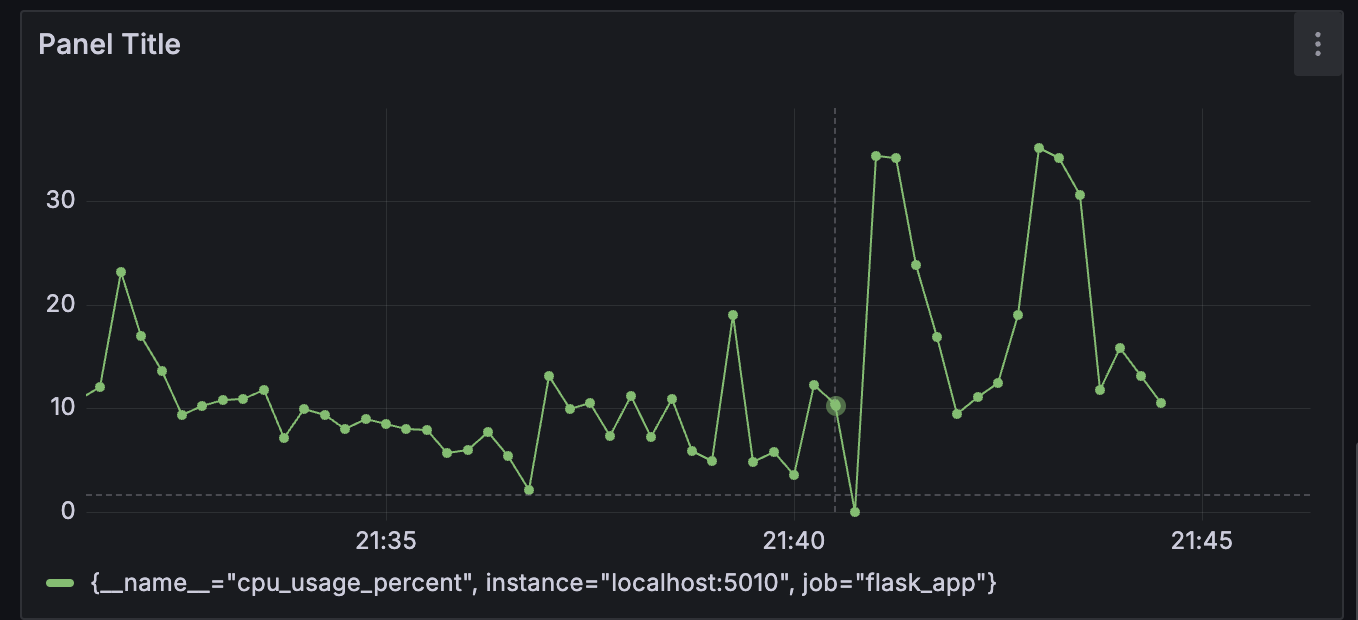 Panel Title
30
20
10
0
21:35 21:40 21:45
{__name__="cpu_usage_percent", instance="localhost:5010", job="flask_app"}